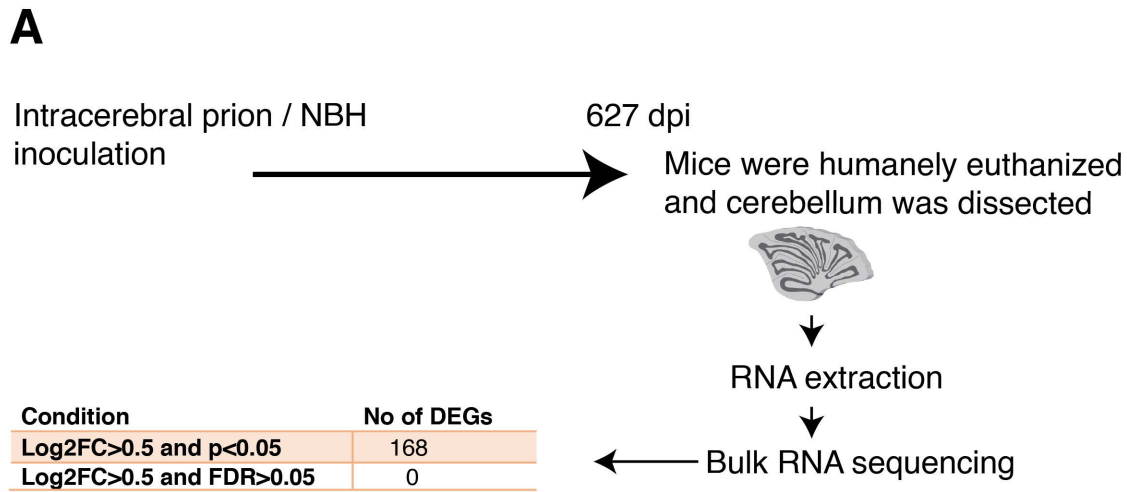 A
Intracerebral prion / NBH
inoculation
627 dpi
Mice were humanely euthanized
and cerebellum was dissected
RNA extraction
Bulk RNA sequencing
Condition No of DEGs
Log2FC>0.5 and p<0.05 168
Log2FC>0.5 and FDR>0.05 0